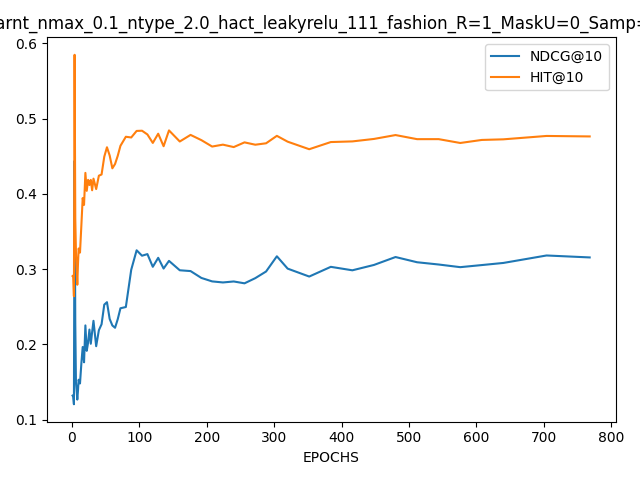 arnt_nmax_0.1_ntype_2.0_hact_leakyrelu_111_fashion_R=1_MaskU=0_Samp=
NDCG@10
HIT@10
0.6
0.5
0.4
0.3
0.2
0.1
0 100 200 300 400 500 600 700 800
EPOCHS